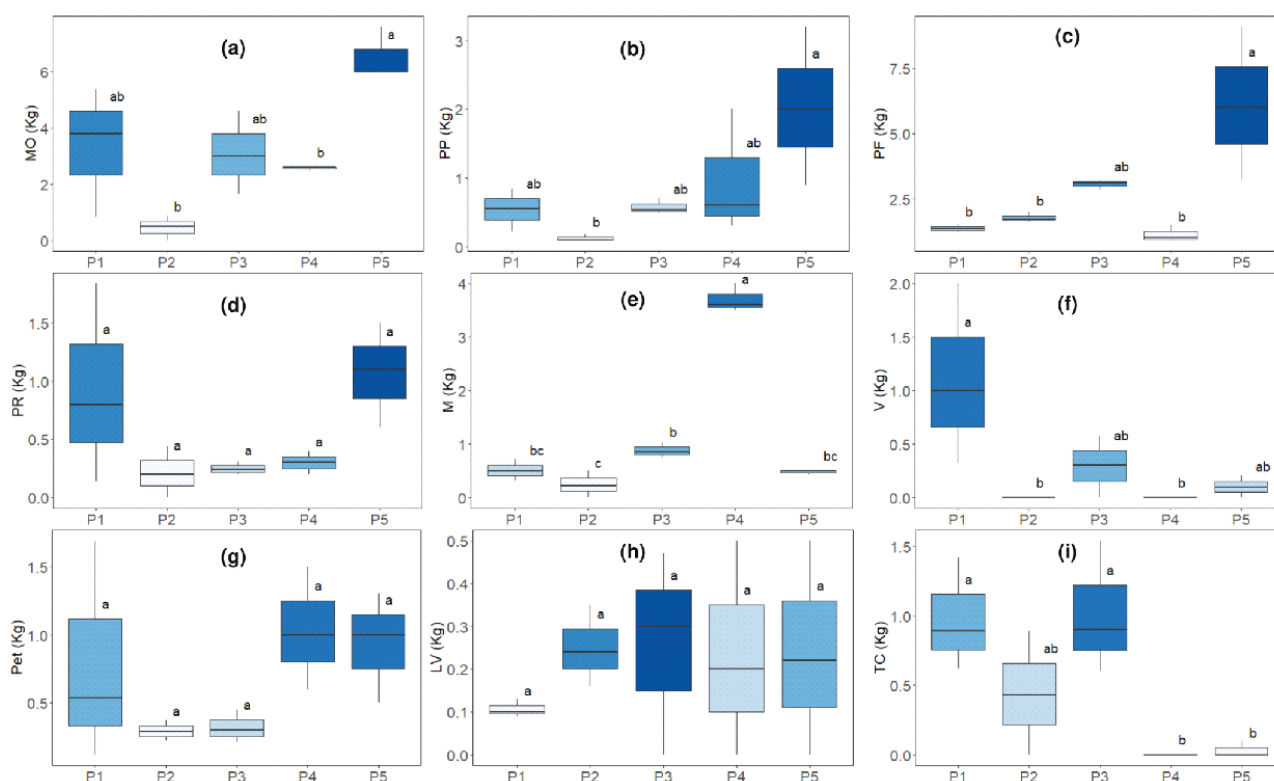 (a)
MO (Kg)
6
4
2
0
ab
b
ab
b
a
P1 P2 P3 P4 P5
(b)
PP (Kg)
3
2
1
0
ab
b
ab
ab
a
P1 P2 P3 P4 P5
(c)
PF (Kg)
7.5
5.0
2.5
b
b
ab
b
a
P1 P2 P3 P4 P5
(d)
PR (Kg)
1.5
1.0
0.5
0.0
a
a
a
a
a
P1 P2 P3 P4 P5
(e)
M (Kg)
4
3
2
1
0
bc
c
b
a
bc
P1 P2 P3 P4 P5
(f)
V (Kg)
2.0
1.5
1.0
0.5
0.0
a
b
ab
b
ab
P1 P2 P3 P4 P5
(g)
Pet (Kg)
1.5
1.0
0.5
a
a
a
a
a
P1 P2 P3 P4 P5
(h)
LV (Kg)
0.5
0.4
0.3
0.2
0.1
0.0
a
a
a
a
a
P1 P2 P3 P4 P5
(i)
TC (Kg)
1.5
1.0
0.5
0.0
a
ab
a
b
b
P1 P2 P3 P4 P5